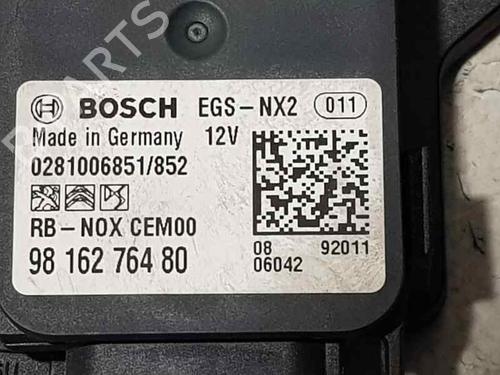 PARTS
BOSCH EGS-NX2 011
Made in Germany 12V
0281006851/852
RB-NOX CEM00
98 162 764 80
08 92011
06042